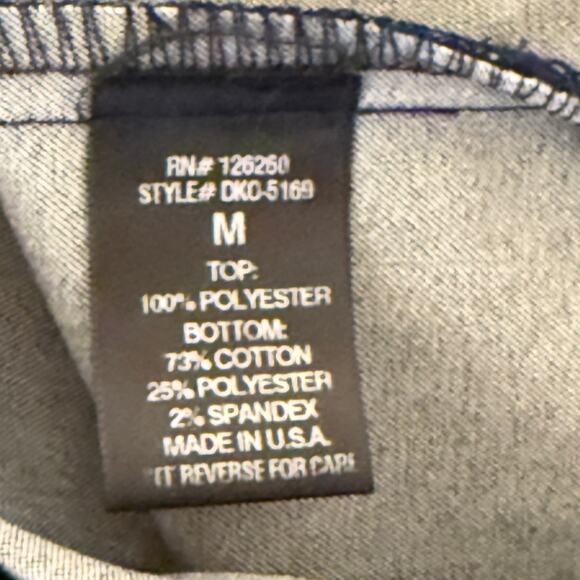 RN# 126260
STYLE# DKO-5169
M
TOP:
100% POLYESTER
BOTTOM:
73% COTTON
25% POLYESTER
2% SPANDEX
MADE IN U.S.A.
REVERSE FOR CARE